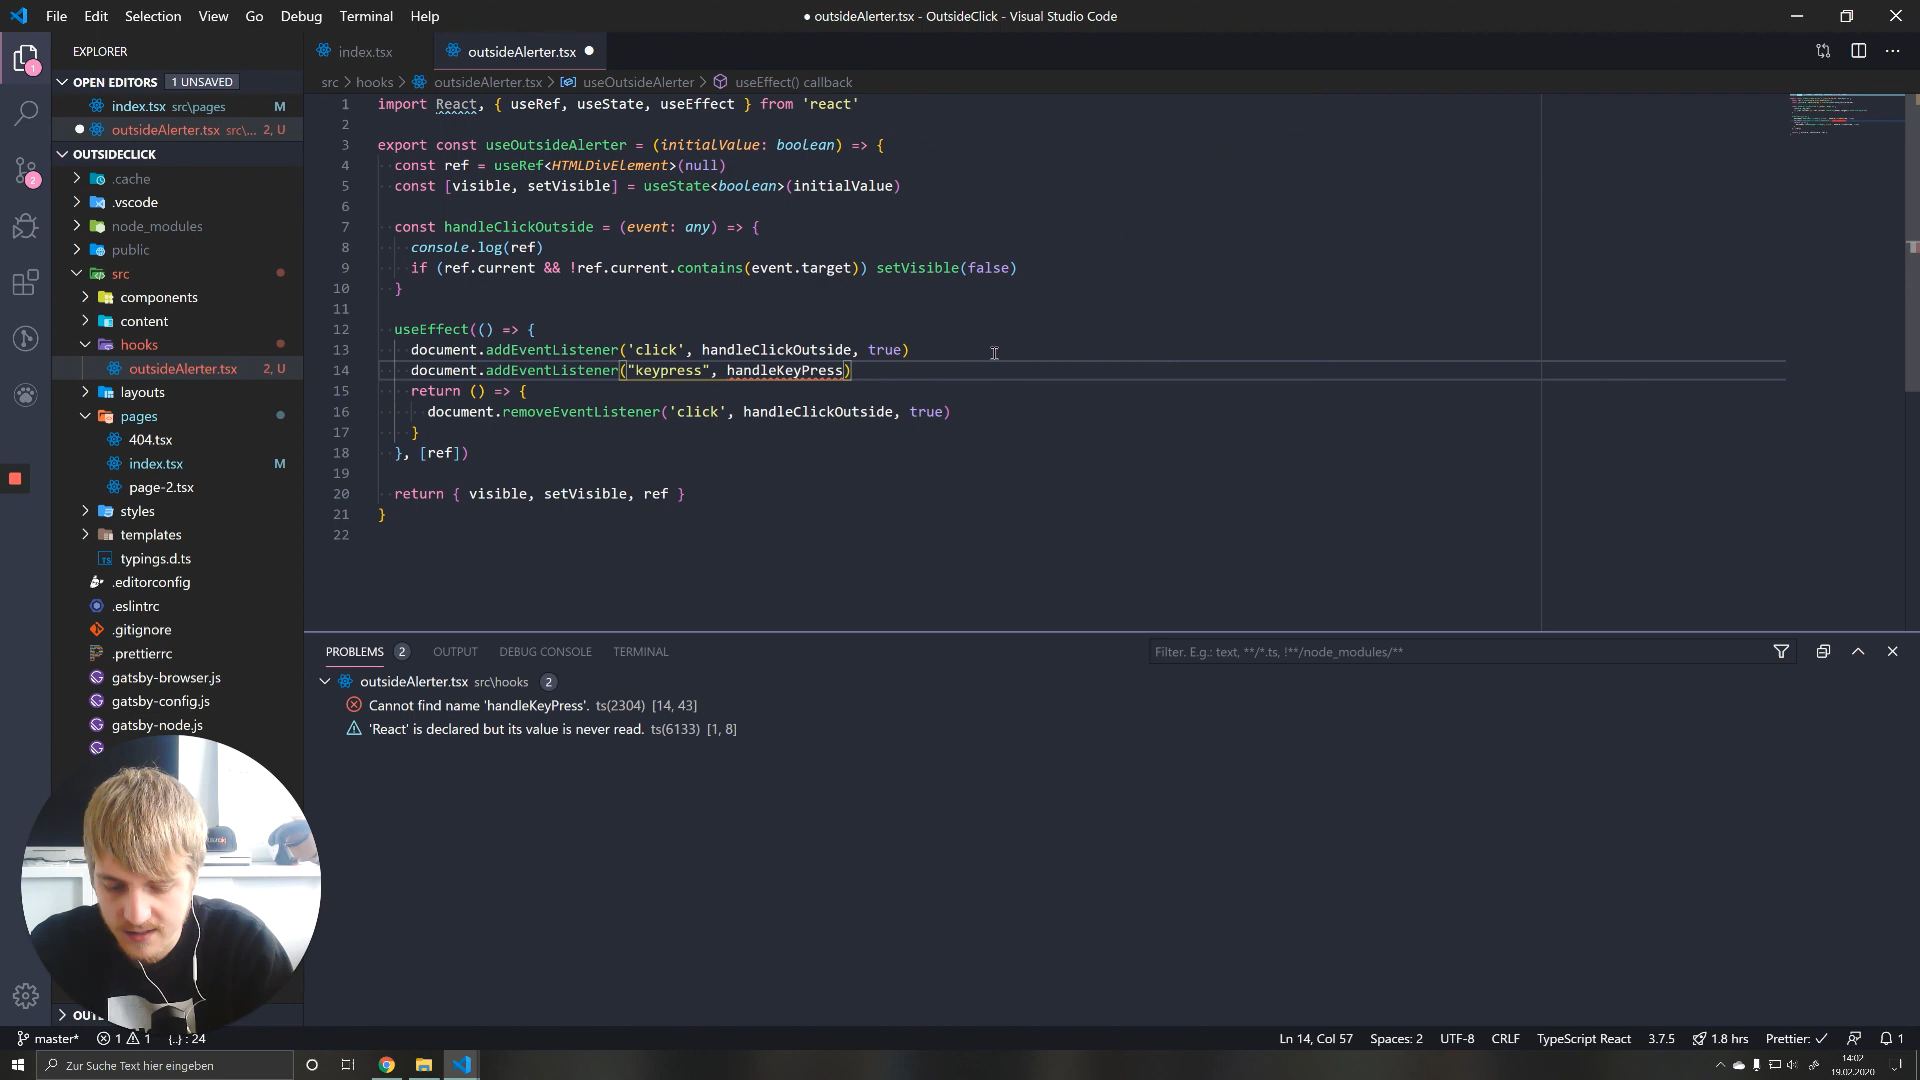 File Edit Selection View Go Debug Terminal Help
● outsideAlerter.tsx - OutsideClick - Visual Studio Code
EXPLORER
OPEN EDITORS 1 UNSAVED
index.tsx src\pages M
outsideAlerter.tsx src\... 2, U
OUTSIDECLICK
.cache
.vscode
node_modules
public
src
components
content
hooks
outsideAlerter.tsx 2, U
layouts
pages
404.tsx
index.tsx M
page-2.tsx
styles
templates
typings.d.ts
.editorconfig
.eslintrc
.gitignore
.prettierrc
gatsby-browser.js
gatsby-config.js
gatsby-node.js
OUT
1
2
index.tsx
outsideAlerter.tsx
src > hooks > outsideAlerter.tsx > useOutsideAlerter > useEffect() callback
1 import React, { useRef, useState, useEffect } from 'react'
2
3 export const useOutsideAlerter = (initialValue: boolean) => {
4 const ref = useRef<HTMLDivElement>(null)
5 const [visible, setVisible] = useState<boolean>(initialValue)
6
7 const handleClickOutside = (event: any) => {
8 console.log(ref)
9 if (ref.current && !ref.current.contains(event.target)) setVisible(false)
10 }
11
12 useEffect(() => {
13 document.addEventListener('click', handleClickOutside, true)
14 document.addEventListener("keypress", handleKeyPress)
15 return () => {
16 document.removeEventListener('click', handleClickOutside, true)
17 }
18 }, [ref])
19
20 return { visible, setVisible, ref }
21 }
22
PROBLEMS 2 OUTPUT DEBUG CONSOLE TERMINAL
Filter. E.g.: text, **/*.ts, !**/node_modules/**
outsideAlerter.tsx src\hooks 2
Cannot find name 'handleKeyPress'. ts(2304) [14, 43]
'React' is declared but its value is never read. ts(6133) [1, 8]
master* 1 1 {..} : 24
Ln 14, Col 57 Spaces: 2 UTF-8 CRLF TypeScript React 3.7.5 1.8 hrs Prettier: ✓ 1
Zur Suche Text hier eingeben
14:02
19.02.2020